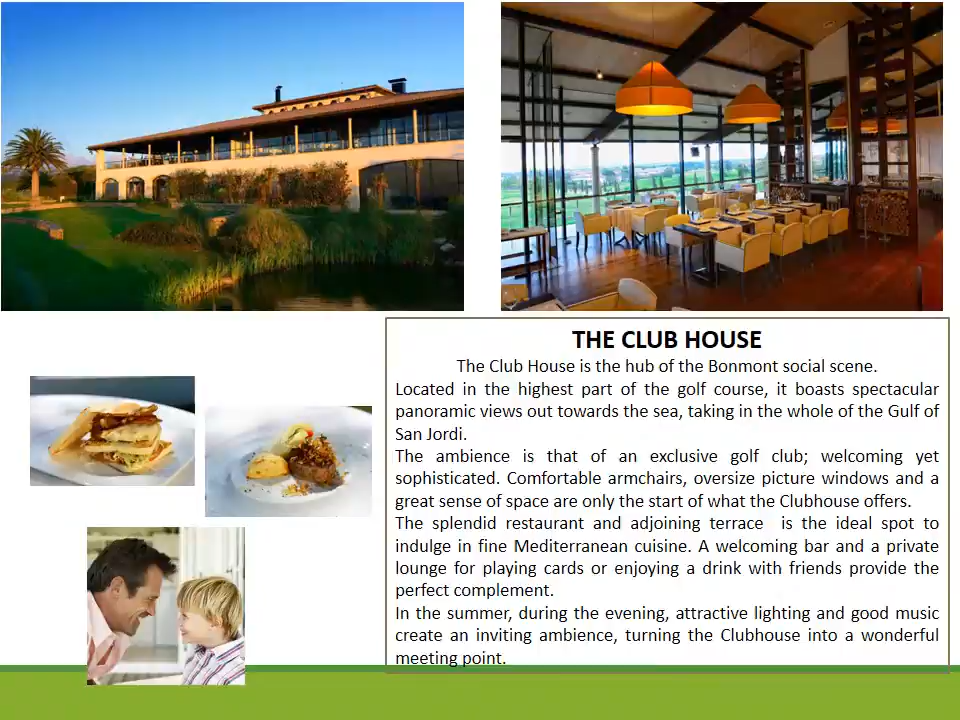 THE CLUB HOUSE
The Club House is the hub of the Bonmont social scene.
Located in the highest part of the golf course, it boasts spectacular
panoramic views out towards the sea, taking in the whole of the Gulf of
San Jordi.
The ambience is that of an exclusive golf club; welcoming yet
sophisticated. Comfortable armchairs, oversize picture windows and a
great sense of space are only the start of what the Clubhouse offers.
The splendid restaurant and adjoining terrace is the ideal spot to
indulge in fine Mediterranean cuisine. A welcoming bar and a private
lounge for playing cards or enjoying a drink with friends provide the
perfect complement.
In the summer, during the evening, attractive lighting and good music
create an inviting ambience, turning the Clubhouse into a wonderful
meeting point.